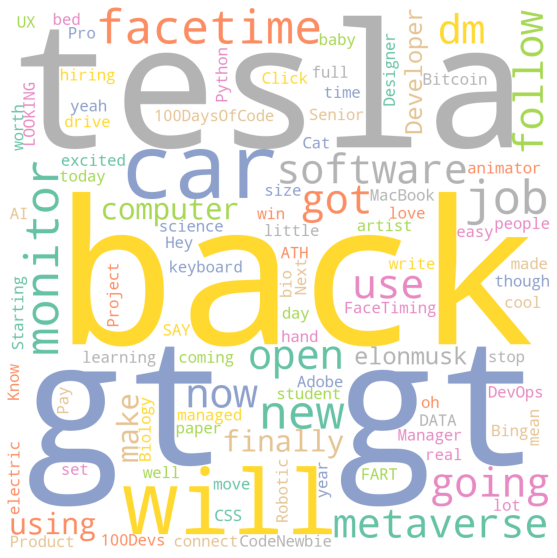 UX bed facetime dm follow
Pro baby
tesla
hiring Python Click full Designer Developer Bitcoin
LOOKING worth yeah time
drive 100DaysOfCode Senior
Cat
excited car software animator
today size MacBook job
AI computer win got love people
science ATH artist easy
Hey little
monitor keyboard use write made
though
back
Starting Project SAY bio Next FaceTiming cool
day
hand
learning coming open elonmusk stop
Know Pay gt now student Adobe gt DevOps
managed new oh DATA Bing
make Biology paper Manager mean
finally real
electric set well will Robotic year FART going
move lot
using CSS metaverse
Product 100Devs connect CodeNewbie